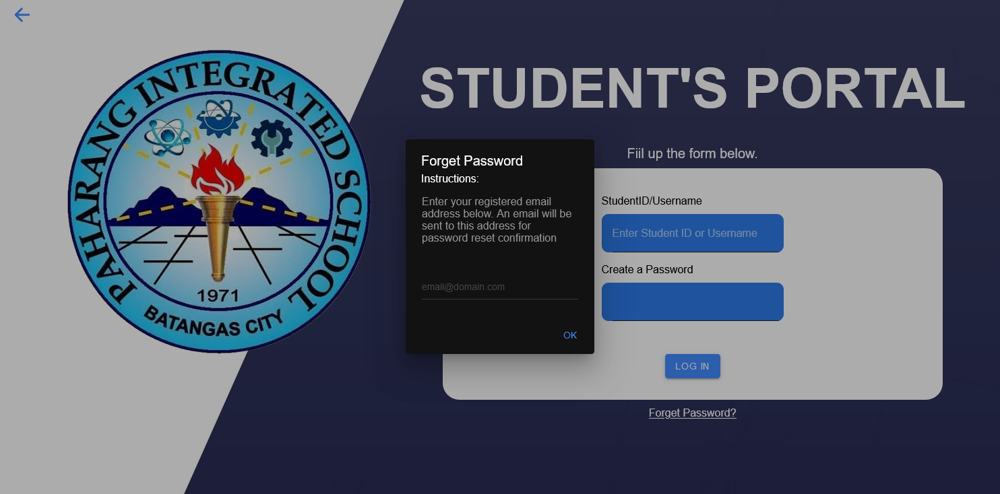 PAHARANG INTEGRATED SCHOOL
1971
BATANGAS CITY
STUDENT'S PORTAL
Fiil up the form below.
StudentID/Username
Enter Student ID or Username
Create a Password
LOG IN
Forget Password?
Forget Password
Instructions:
Enter your registered email
address below. An email will be
sent to this address for
password reset confirmation
email@domain.com
OK